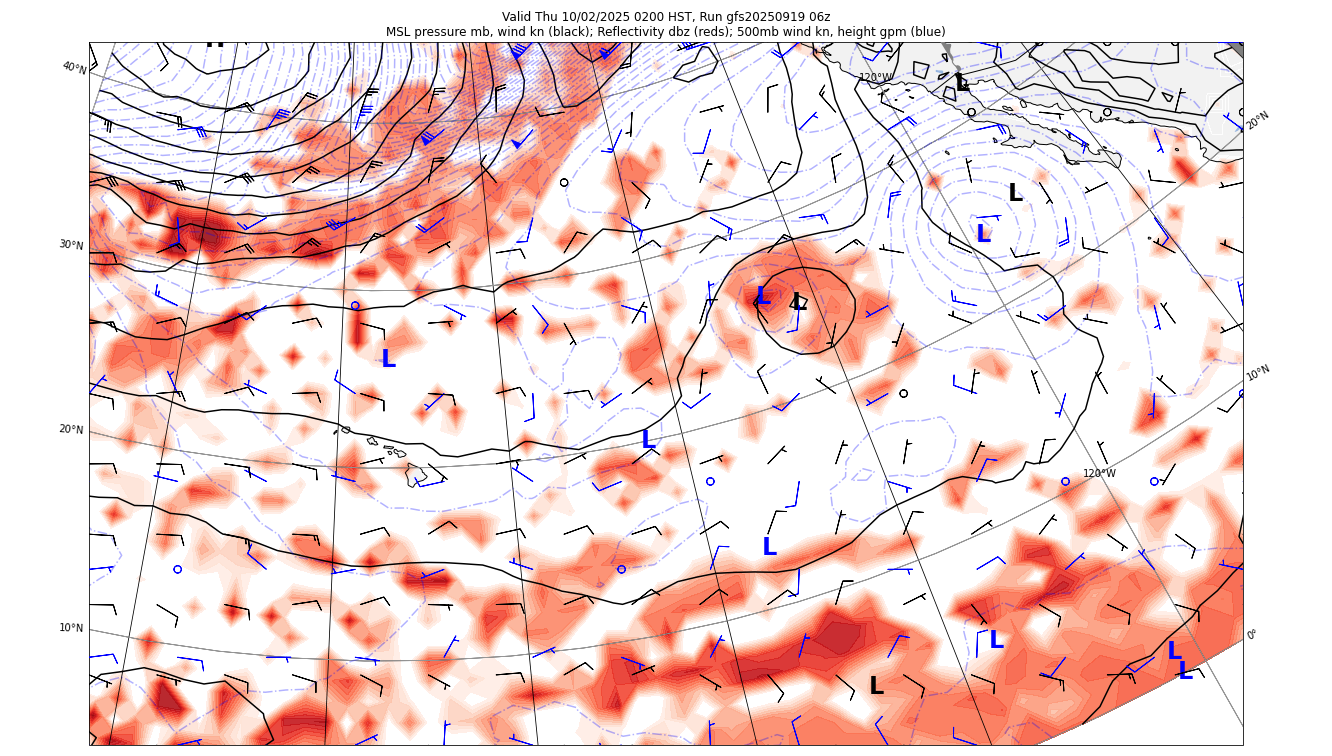 Valid Thu 10/02/2025 0200 HST, Run gfs20250919 06z
MSL pressure mb, wind kn (black); Reflectivity dbz (reds); 500mb wind kn, height gpm (blue)
H
40°N
120°W
L
20°N
L
30°N
L
L
L
L
10°N
20°N
L
120°W
L
10°N
0°
L
L
L
L